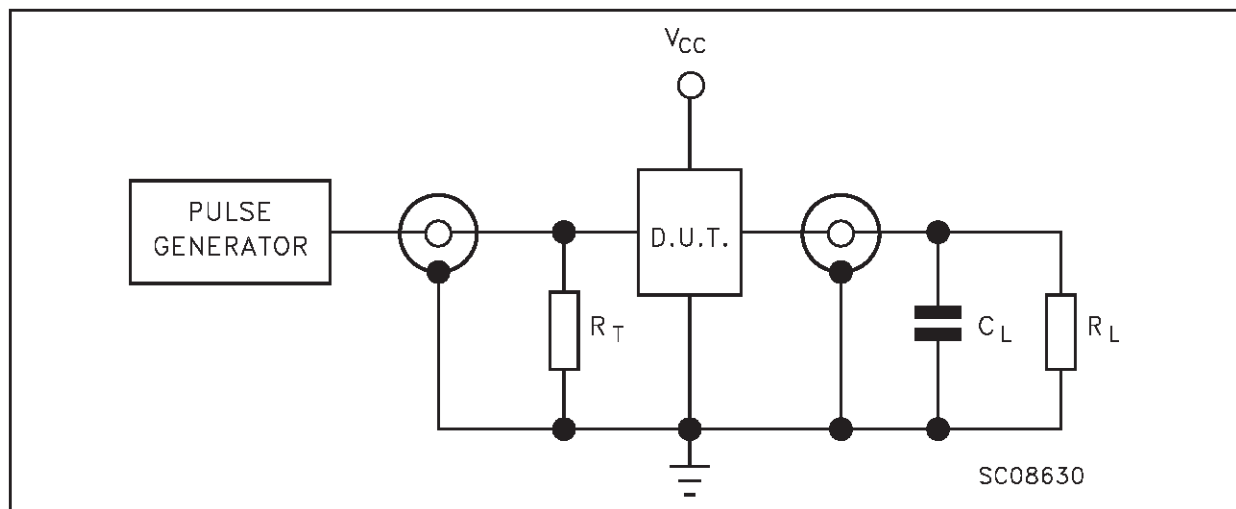 VCC
PULSE
GENERATOR
D.U.T.
RT
CL
RL
SC08630